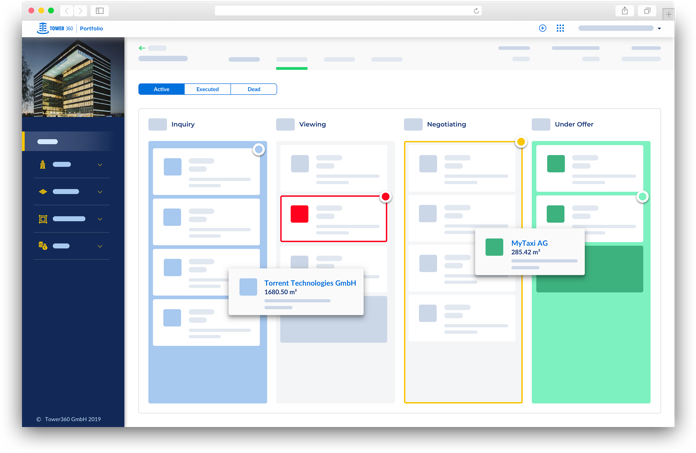 TOWER 360 Portfolio
Active Executed Dead
Inquiry Viewing Negotiating Under Offer
MyTaxi AG
285.42 m²
Torrent Technologies GmbH
1680.50 m²
© Tower360 GmbH 2019